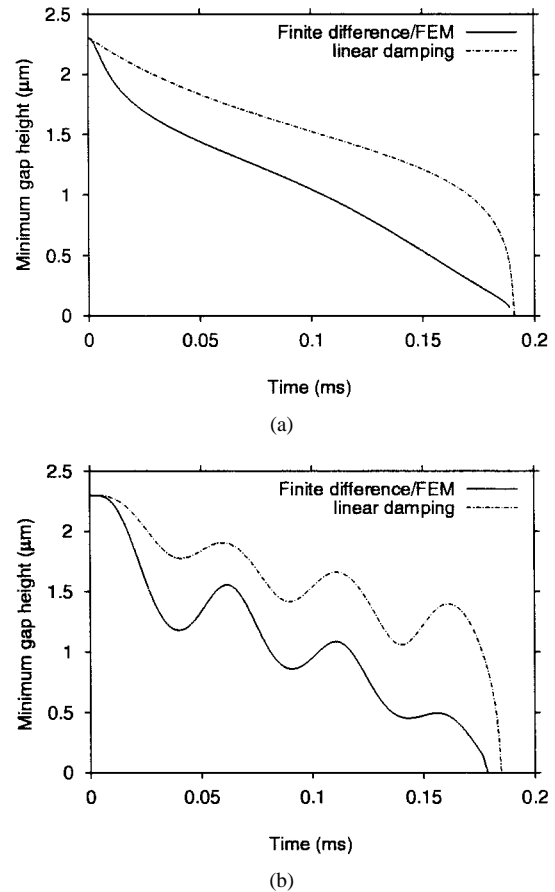 2.5
2
1.5
1
0.5
0
Minimum gap height (μm)
Finite difference/FEM
linear damping
0 0.05 0.1 0.15 0.2
Time (ms)
(a)
2.5
2
1.5
1
0.5
0
Minimum gap height (μm)
Finite difference/FEM
linear damping
0 0.05 0.1 0.15 0.2
Time (ms)
(b)